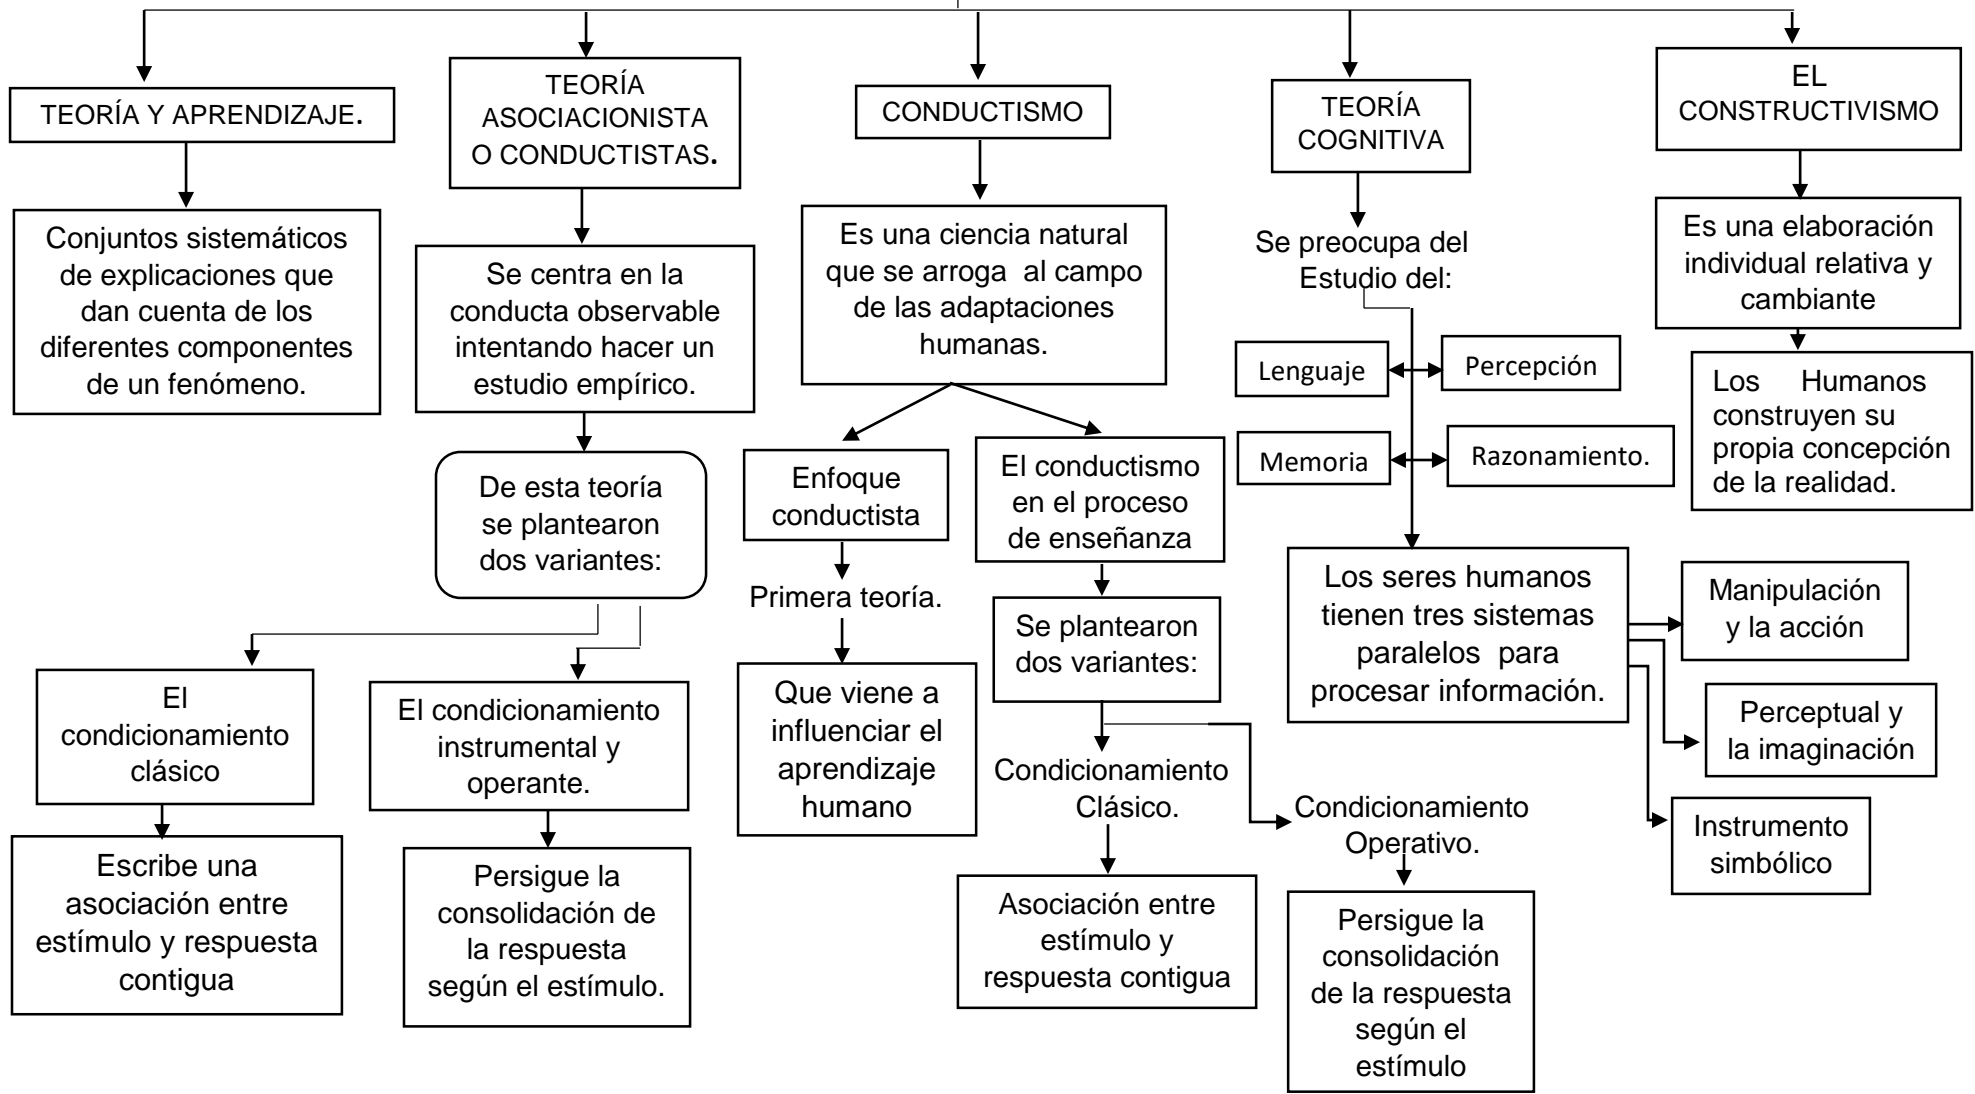 TEORÍA Y APRENDIZAJE.
Conjuntos sistemáticos
de explicaciones que
dan cuenta de los
diferentes componentes
de un fenómeno.
TEORÍA
ASOCIACIONISTA
O CONDUCTISTAS.
Se centra en la
conducta observable
intentando hacer un
estudio empírico.
De esta teoría
se plantearon
dos variantes:
El
condicionamiento
clásico
Escribe una
asociación entre
estímulo y respuesta
contigua
El condicionamiento
instrumental y
operante.
Persigue la
consolidación de
la respuesta
según el estímulo.
CONDUCTISMO
Es una ciencia natural
que se arroga al campo
de las adaptaciones
humanas.
Enfoque
conductista
Primera teoría.
Que viene a
influenciar el
aprendizaje
humano
El conductismo
en el proceso
de enseñanza
Se plantearon
dos variantes:
Condicionamiento
Clásico.
Asociación entre
estímulo y
respuesta contigua
Condicionamiento
Operativo.
Persigue la
consolidación
de la respuesta
según el
estímulo
TEORÍA
COGNITIVA
Se preocupa del
Estudio del:
Lenguaje
Percepción
Memoria
Razonamiento.
Los seres humanos
tienen tres sistemas
paralelos para
procesar información.
Manipulación
y la acción
Perceptual y
la imaginación
Instrumento
simbólico
EL
CONSTRUCTIVISMO
Es una elaboración
individual relativa y
cambiante
Los Humanos
construyen su
propia concepción
de la realidad.